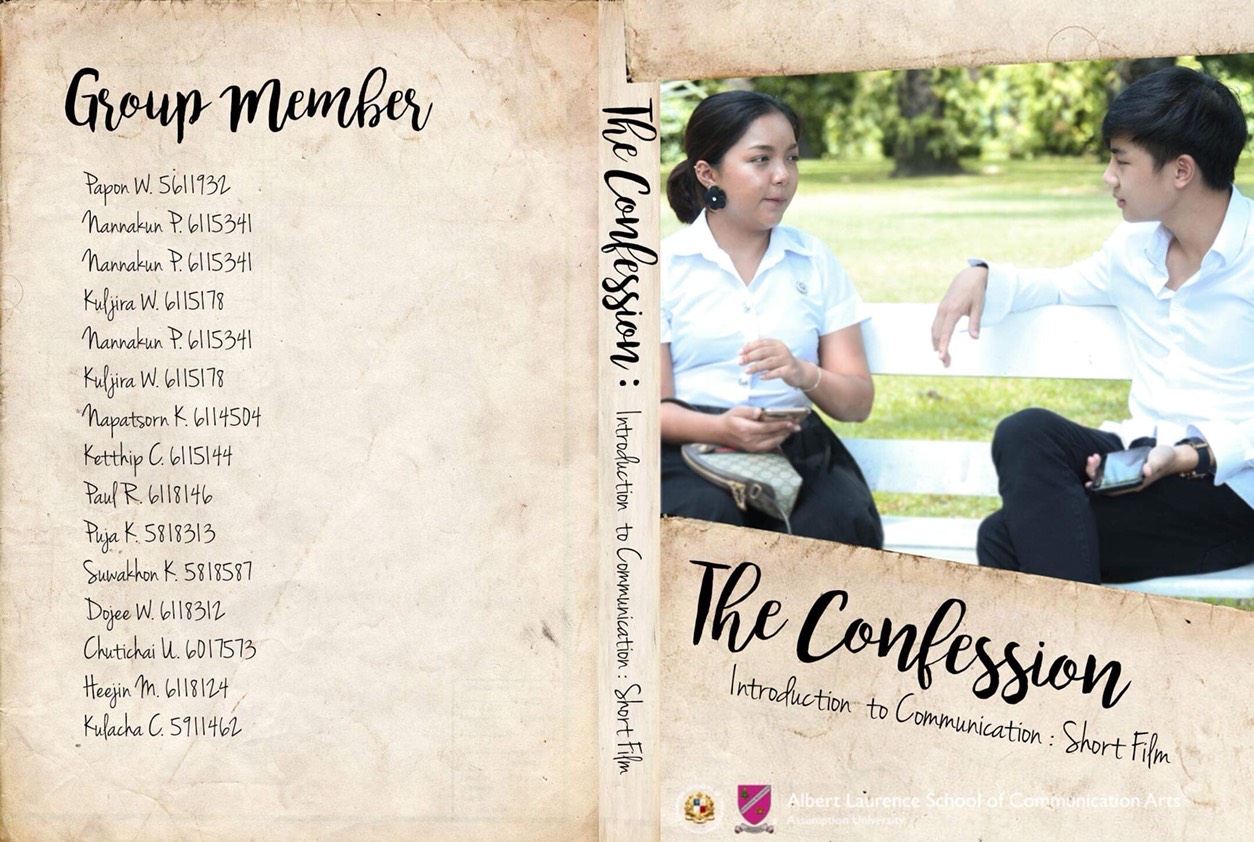 Group Member
Papon W. 5611932
Nannakun P. 6115341
Nannakun P. 6115341
Kuljira W. 6115178
Nannakun P. 6115341
Kuljira W. 6115178
Napatsorn K. 6114504
Ketthip C. 6115144
Paul R. 6118146
Puja K. 5818313
Suwakhon K. 5818587
Dojee W. 6118312
Chutichai U. 6017573
Heejin M. 6118124
Kulacha C. 5911462
The Confession : Introduction to Communication : Short Film
The Confession
Introduction to Communication : Short Film
Albert Laurence School of Communication Arts
Assumption University